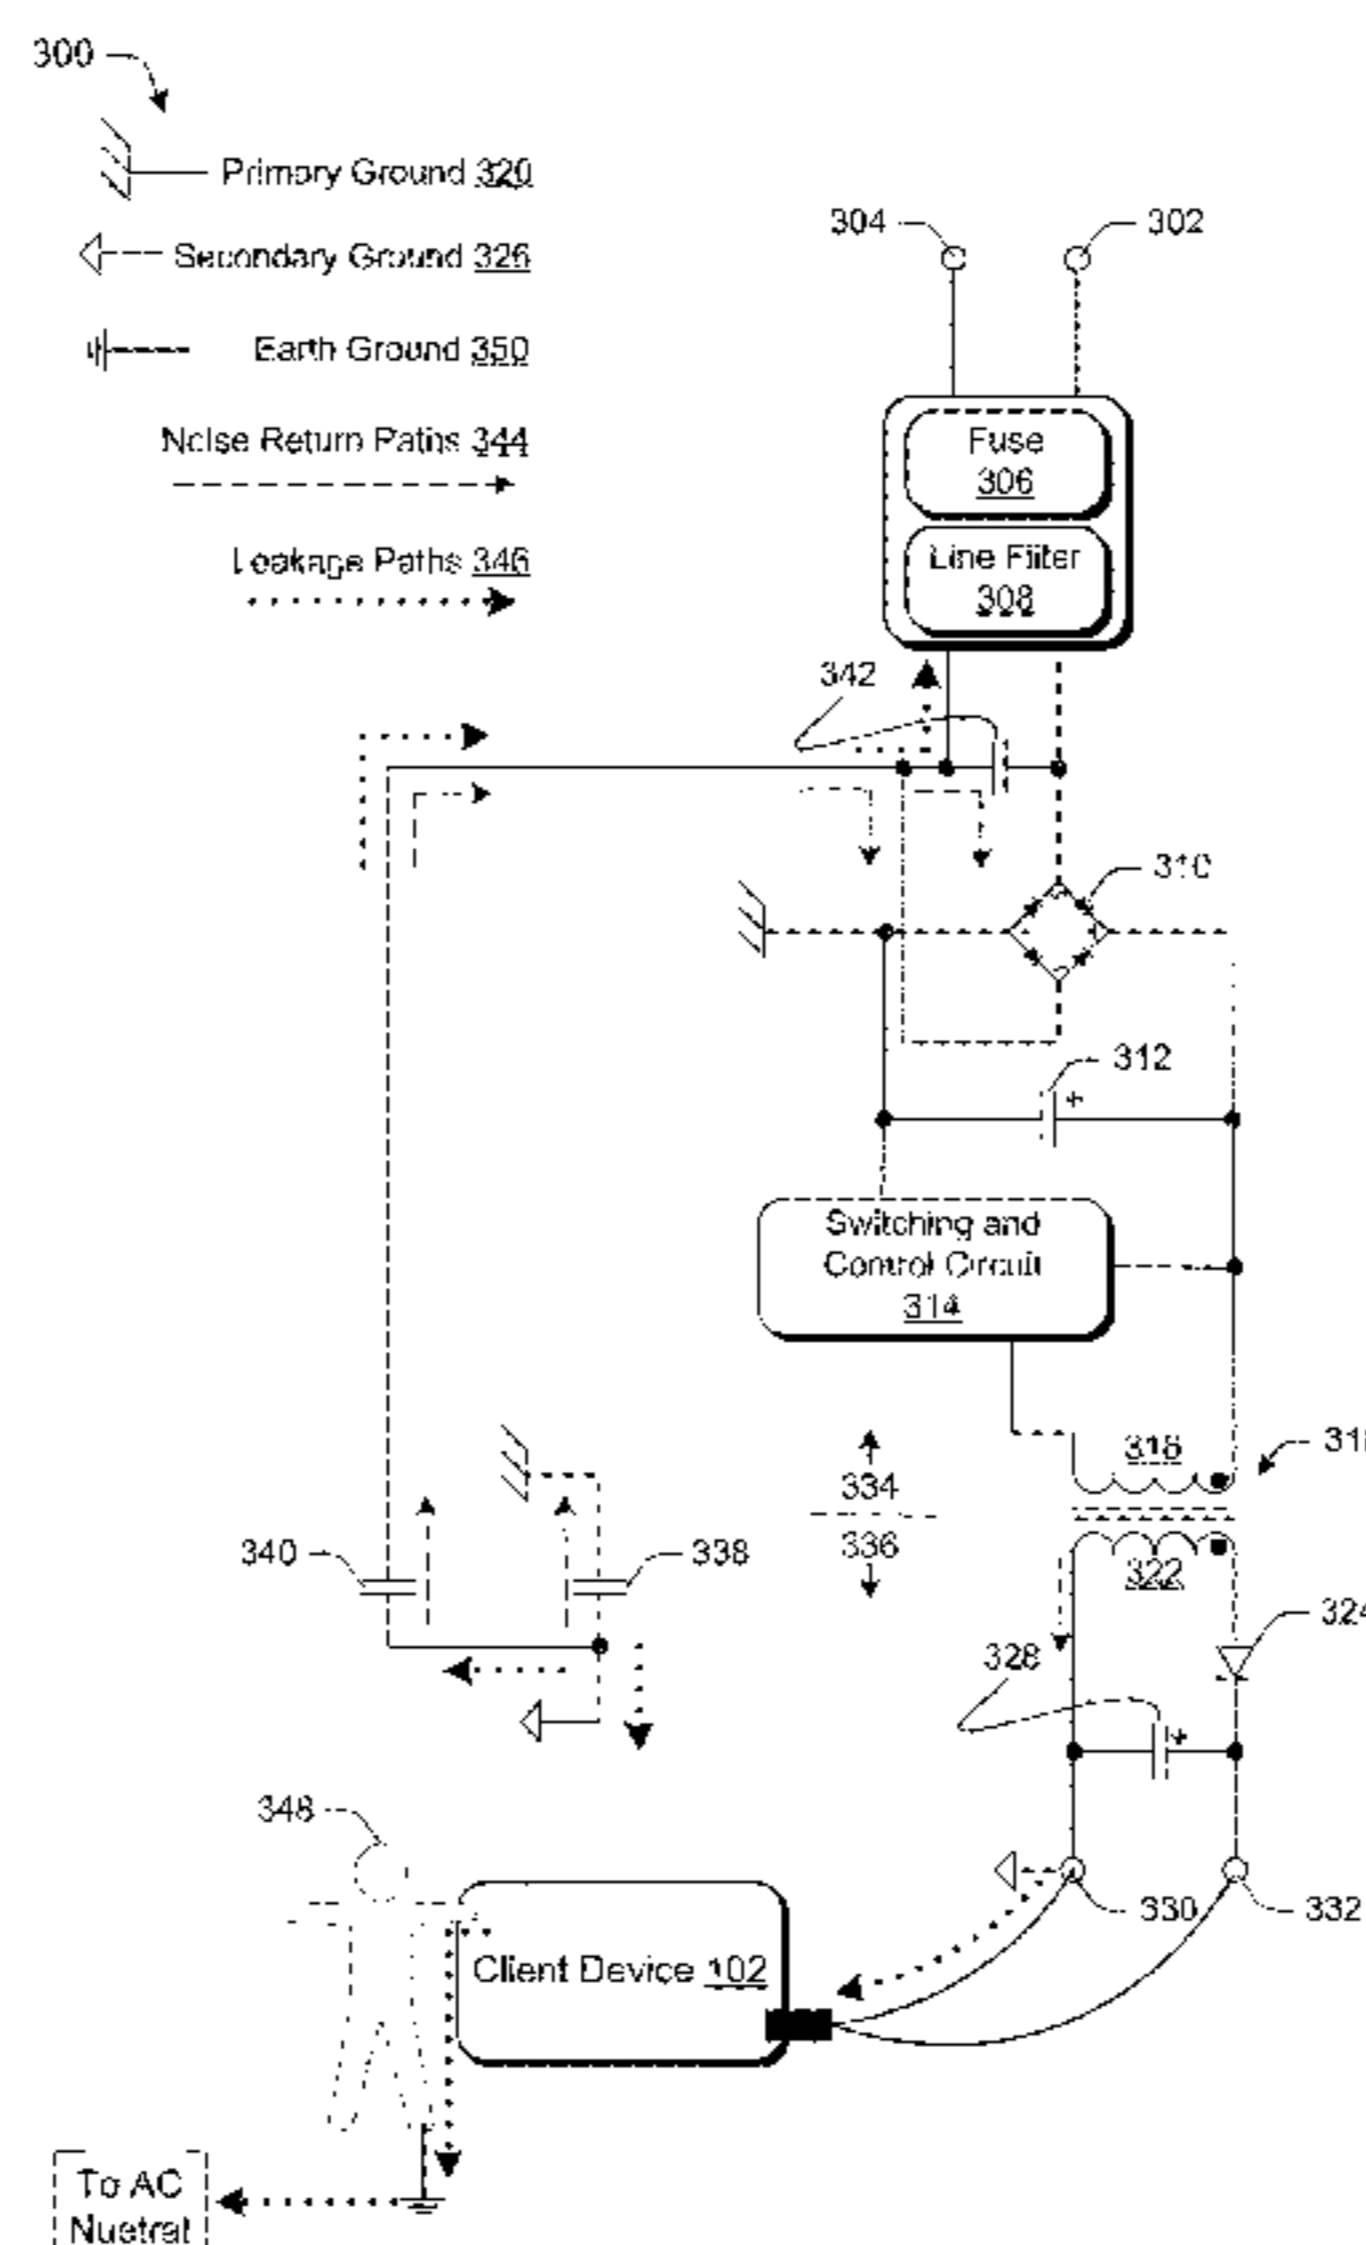 300
Primary Ground 320
Secondary Ground 326
Earth Ground 350
Noise Return Paths 344
Leakage Paths 346
304
302
Fuse
306
Line Filter
308
342
310
312
Switching and
Control Circuit
314
316
334
336
340
338
322
324
328
348
330
332
Client Device 102
To AC
Nuetral